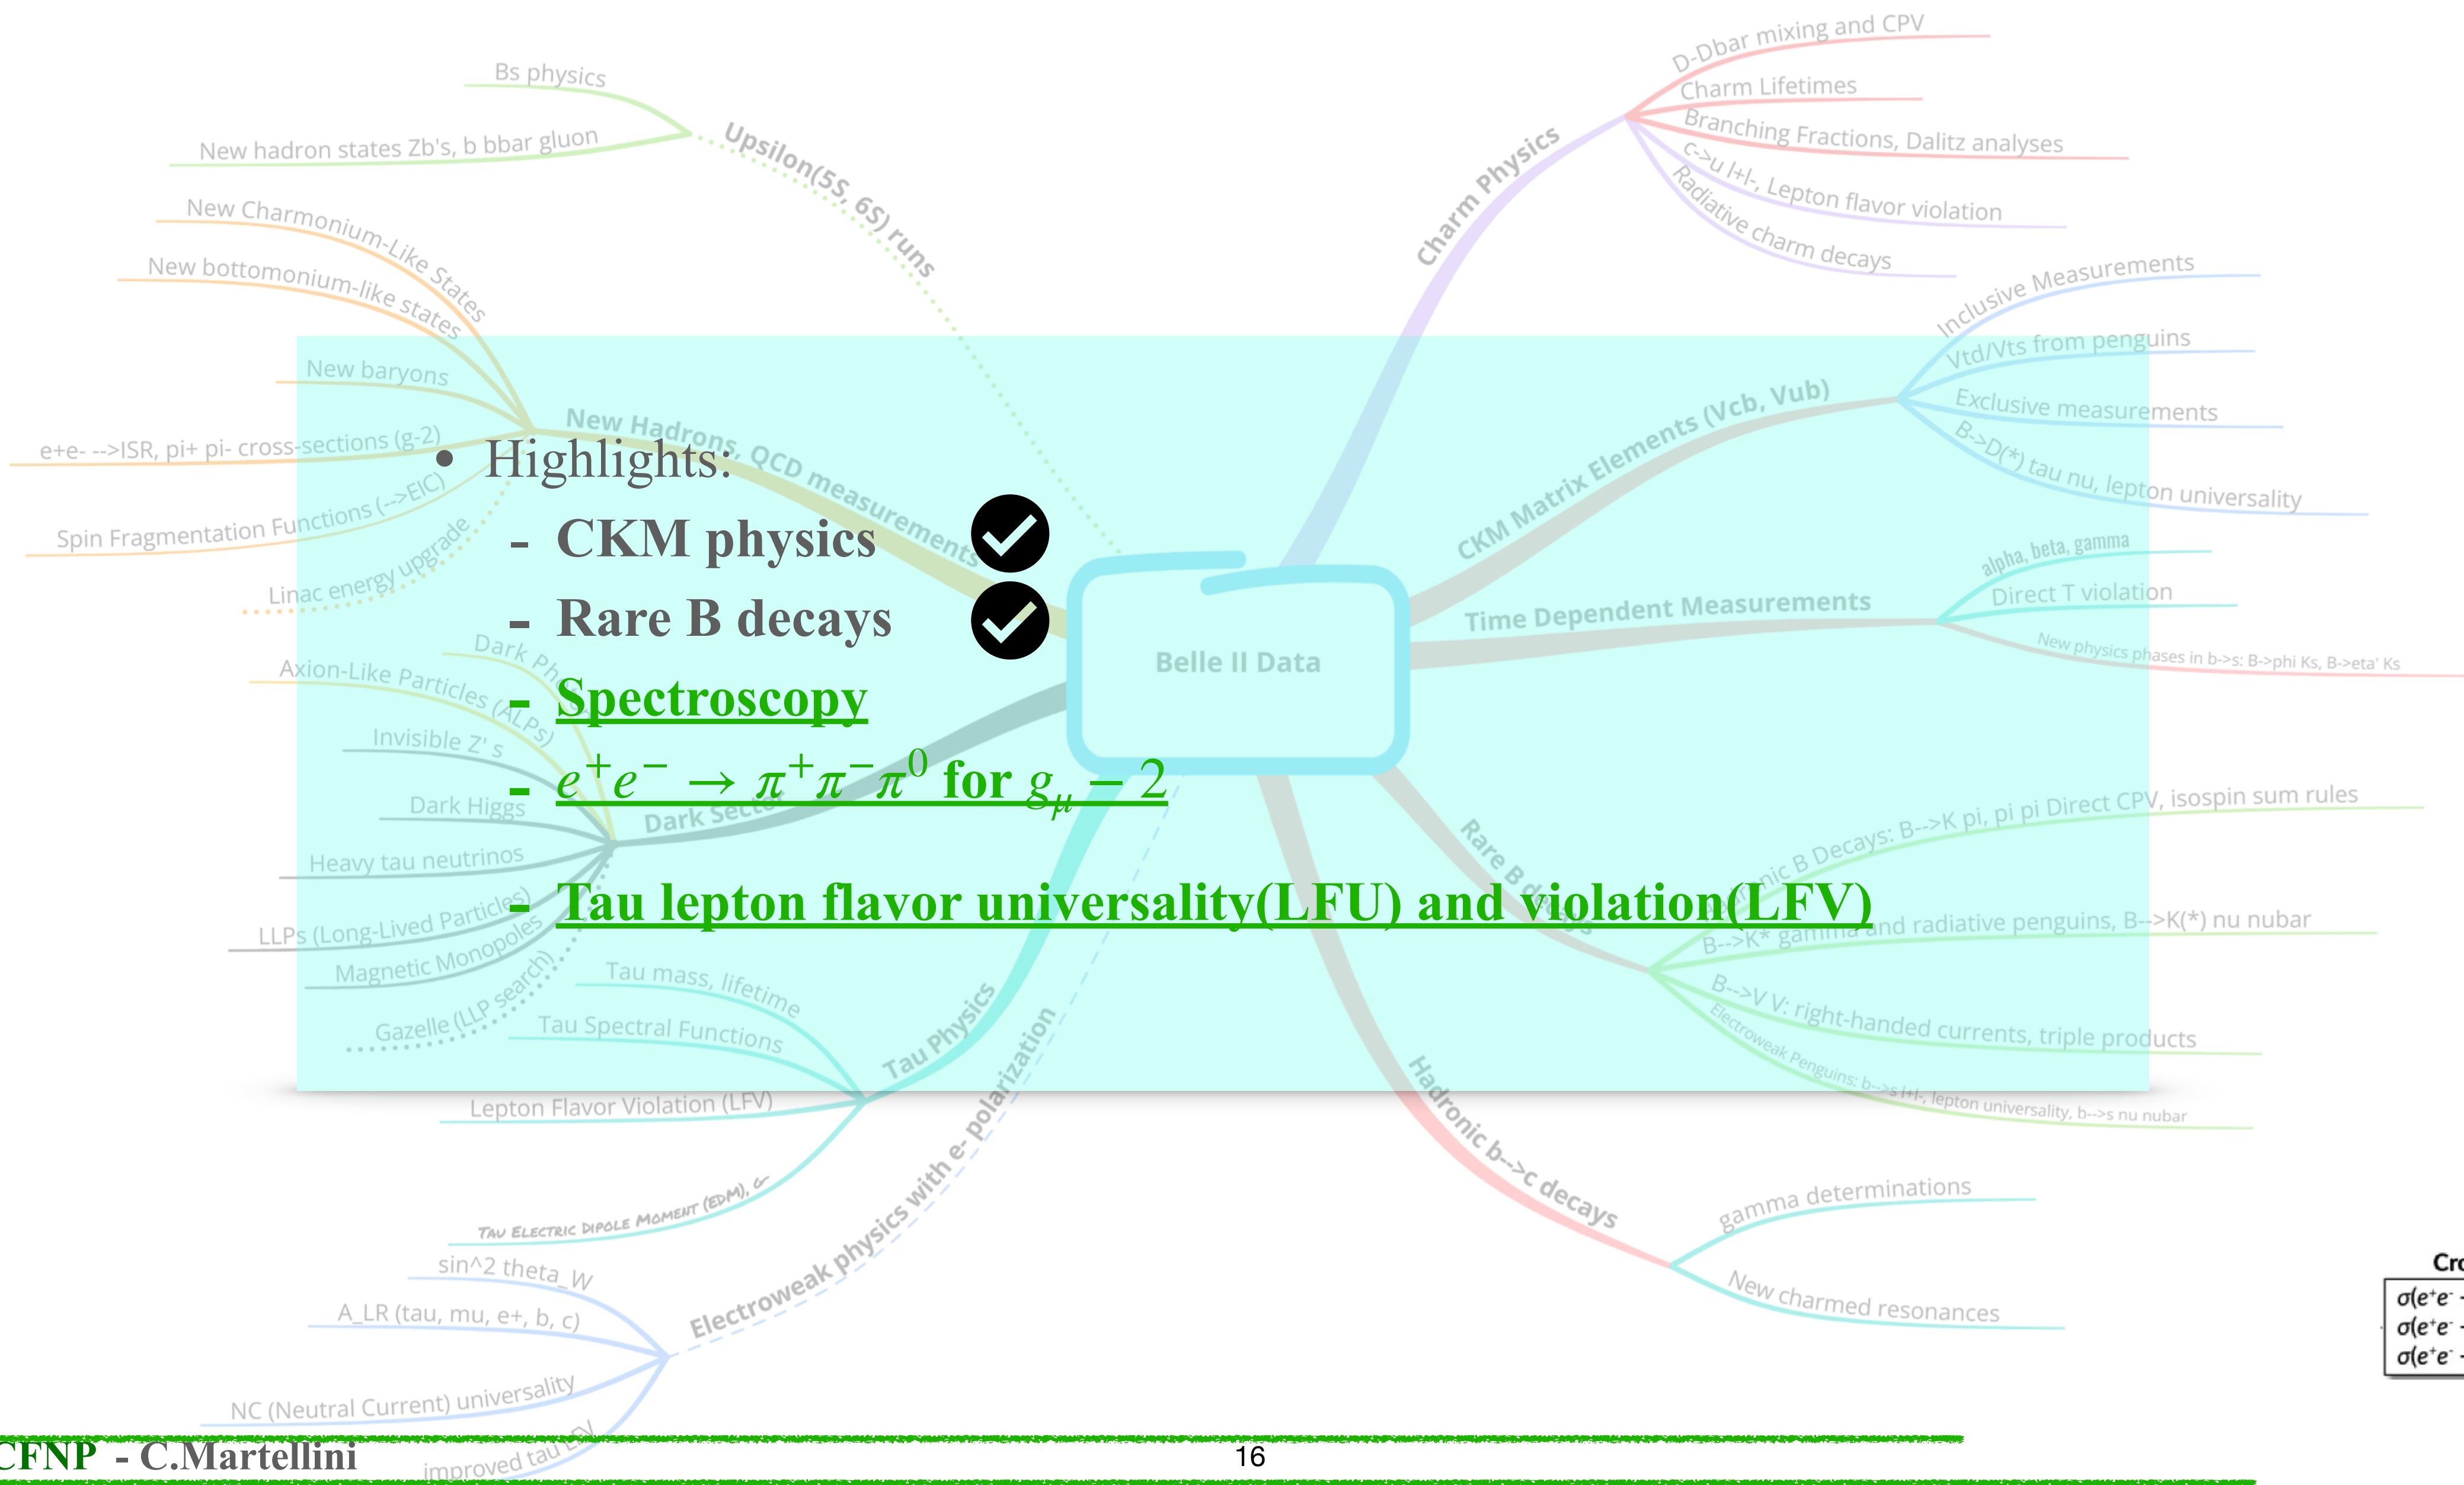 Bs physics
New hadron states Zb's, b bbar gluon
Upsilon(5S, 6S) runs
New Charmonium-Like States
New bottomonium-like states
New baryons
e+e- -->ISR, pi+ pi- cross-sections (g-2)
Spin Fragmentation Functions (-->EIC)
Linac energy upgrade
New Hadrons, QCD measurements
D-Dbar mixing and CPV
Charm Lifetimes
Branching Fractions, Dalitz analyses
c->u l+l-, Lepton flavor violation
Radiative charm decays
Charm Physics
Inclusive Measurements
Vtd/Vts from penguins
Exclusive measurements
B->D(*) tau nu, lepton universality
CKM Matrix Elements (Vcb, Vub)
alpha, beta, gamma
Direct T violation
New physics phases in b->s: B->phi Ks, B->eta' Ks
Time Dependent Measurements
Belle II Data
• Highlights:
- CKM physics
- Rare B decays
- Spectroscopy
- e⁺e⁻ → π⁺π⁻π⁰ for g_μ − 2
- Tau lepton flavor universality(LFU) and violation(LFV)
Axion-Like Particles (ALPs)
Invisible Z' s
Dark Higgs
Heavy tau neutrinos
LLPs (Long-Lived Particles)
Magnetic Monopoles
Gazelle (LLP search)
Dark Sector
Tau mass, lifetime
Tau Spectral Functions
Lepton Flavor Violation (LFV)
Tau Electric Dipole Moment (EDM),
Tau Physics
sin^2 theta_W
A_LR (tau, mu, e+, b, c)
NC (Neutral Current) universality
improved tau LFV
Electroweak physics with e- polarization
Rare B decays
Hadronic B Decays: B-->K pi, pi pi Direct CPV, isospin sum rules
B-->K* gamma and radiative penguins, B-->K(*) nu nubar
B-->V V: right-handed currents, triple products
Electroweak Penguins: b-->s l+l-, lepton universality, b-->s nu nubar
Hadronic b-->c decays
gamma determinations
New charmed resonances
σ(e⁺e⁻
σ(e⁺e⁻
σ(e⁺e⁻
CFNP - C.Martellini
16